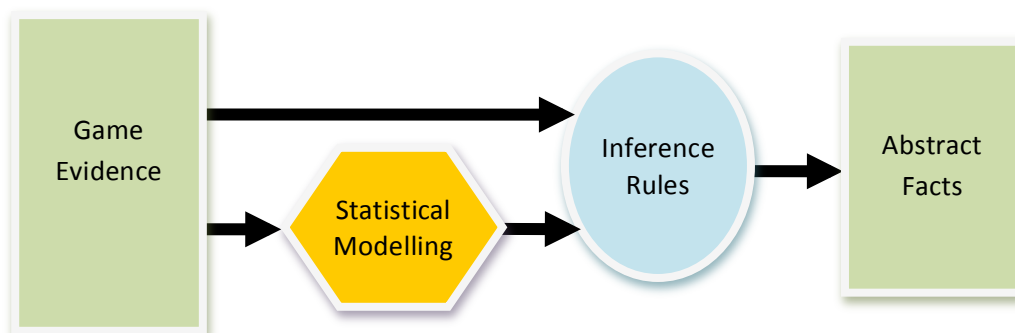 Game
Evidence
Statistical
Modelling
Inference
Rules
Abstract
Facts